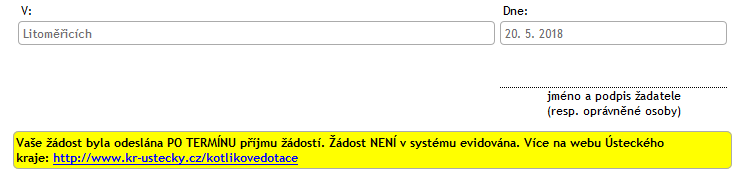 V: Dne:
Litoměřicích 20. 5. 2018
jméno a podpis žadatele
(resp. oprávněné osoby)
Vaše žádost byla odeslána PO TERMÍNU příjmu žádostí. Žádost NENÍ v systému evidována. Více na webu Ústeckého
kraje: http://www.kr-ustecky.cz/kotlikovedotace